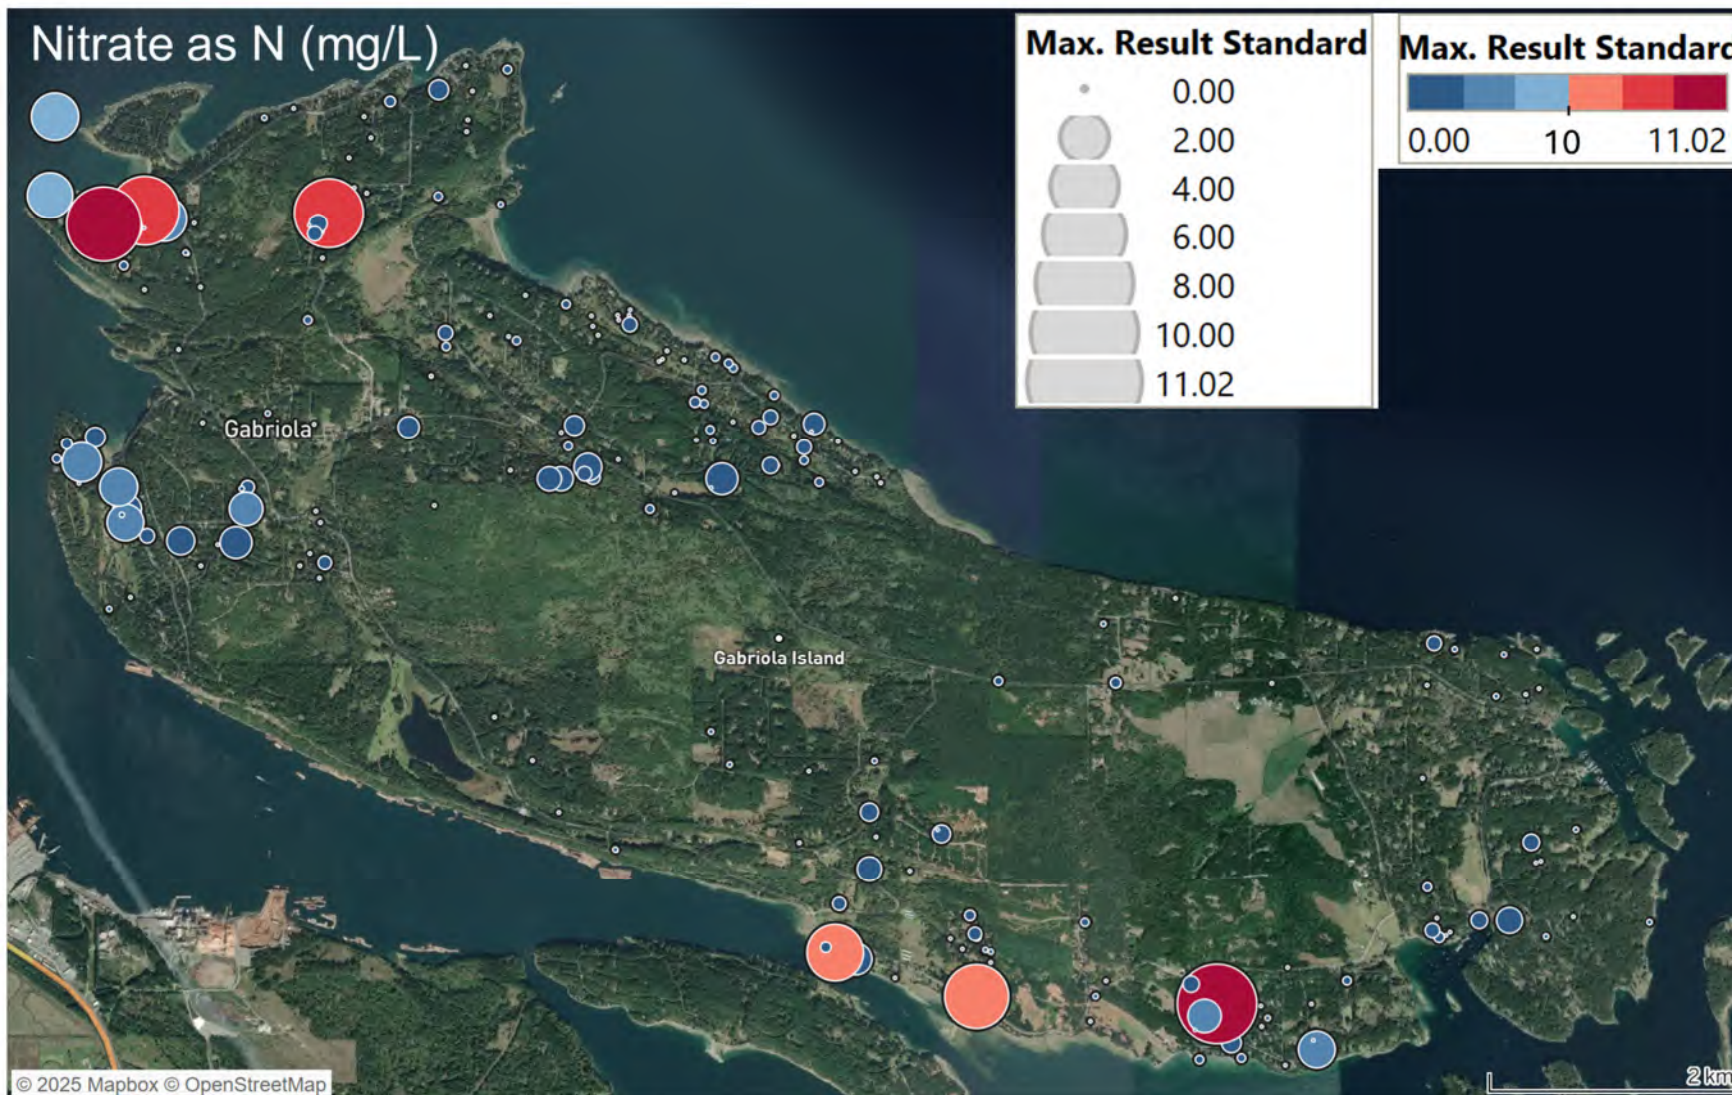 Nitrate as N (mg/L)
Max. Result Standard
0.00
2.00
4.00
6.00
8.00
10.00
11.02
Max. Result Standard
0.00 10 11.02
Gabriola
Gabriola Island
2 km
© 2025 Mapbox © OpenStreetMap